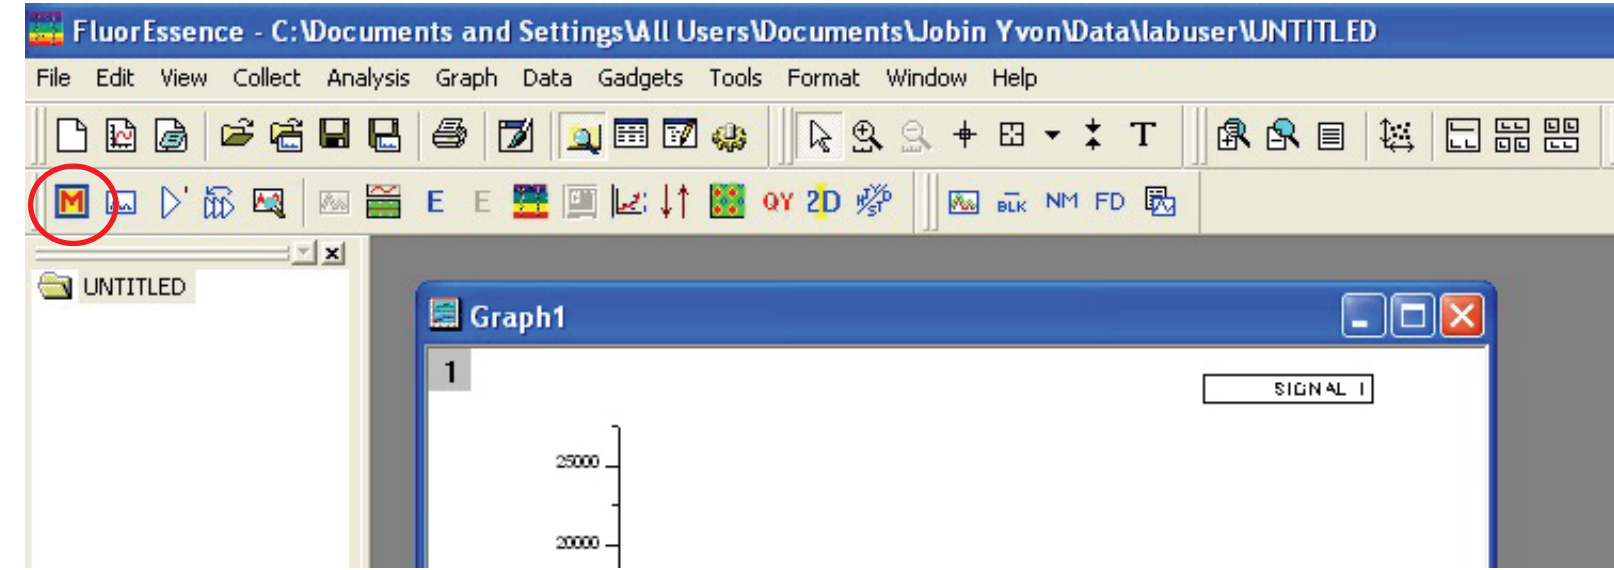 FluorEssence - C:\Documents and Settings\All Users\Documents\Jobin Yvon\Data\labuser\UNTITLED
File Edit View Collect Analysis Graph Data Gadgets Tools Format Window Help
T
M E E QY 2D BLK NM FD
UNTITLED
Graph1
1
SIGNAL 1
25000
20000